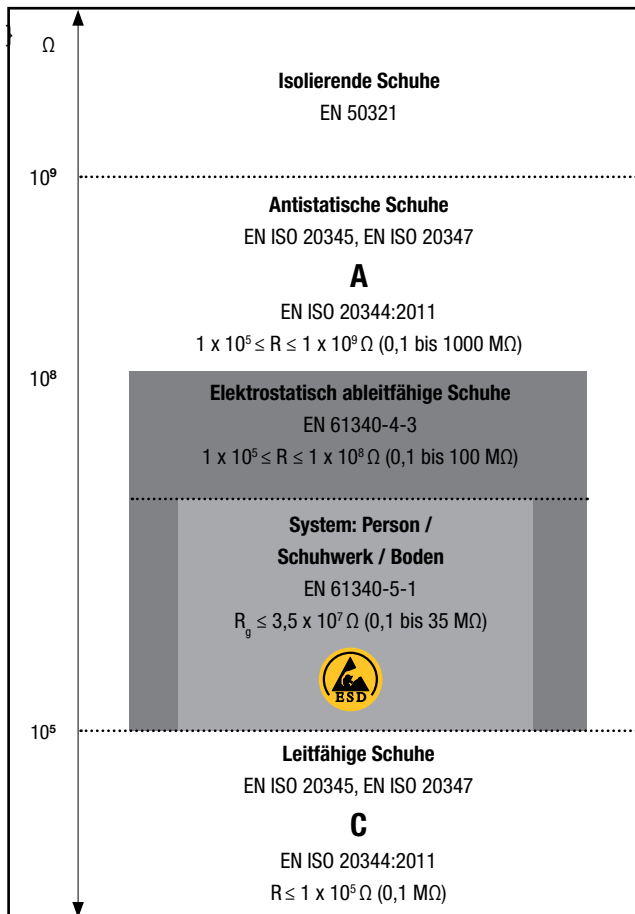 }
Ω
Isolierende Schuhe
EN 50321
10⁹
Antistatische Schuhe
EN ISO 20345, EN ISO 20347
A
EN ISO 20344:2011
1 x 10⁵ ≤ R ≤ 1 x 10⁹ Ω (0,1 bis 1000 MΩ)
10⁸
Elektrostatisch ableitfähige Schuhe
EN 61340-4-3
1 x 10⁵ ≤ R ≤ 1 x 10⁸ Ω (0,1 bis 100 MΩ)
System: Person /
Schuhwerk / Boden
EN 61340-5-1
R_g ≤ 3,5 x 10⁷ Ω (0,1 bis 35 MΩ)
ESD
10⁵
Leitfähige Schuhe
EN ISO 20345, EN ISO 20347
C
EN ISO 20344:2011
R ≤ 1 x 10⁵ Ω (0,1 MΩ)